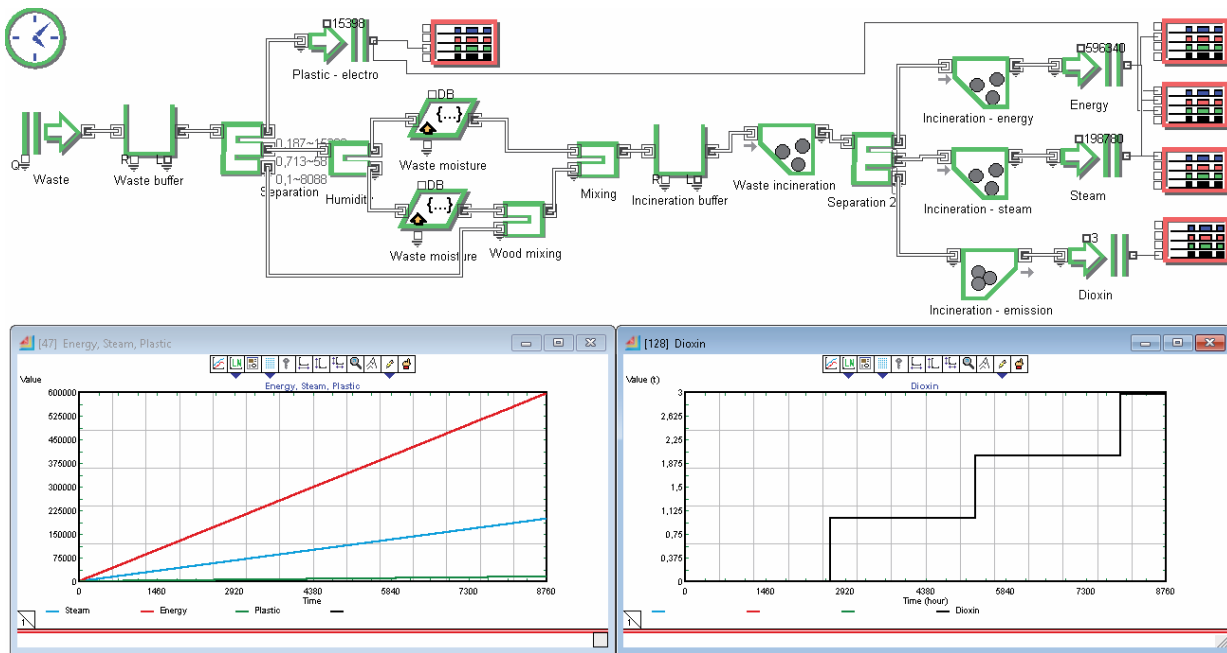 15398
Plastic - electro
596340
Energy
Incineration - energy
DB
{...}
Waste moisture
Q
Waste
R
L
Waste buffer
0,187~15398
0,713~58
0,1~8088
Separation
Humidit
DB
{...}
Waste moisture
Wood mixing
Mixing
R
L
Incineration buffer
Waste incineration
Separation 2
198780
Steam
Incineration - steam
3
Dioxin
Incineration - emission
[47] Energy, Steam, Plastic
LN
Value
Energy, Steam, Plastic
600000
525000
450000
375000
300000
225000
150000
75000
0
0 1460 2920 4380 5840 7300 8760
Time
Steam Energy Plastic
1
[128] Dioxin
LN
Value (t)
Dioxin
3
2,625
2,25
1,875
1,5
1,125
0,75
0,375
0
0 1460 2920 4380 5840 7300 8760
Time (hour)
Dioxin
1